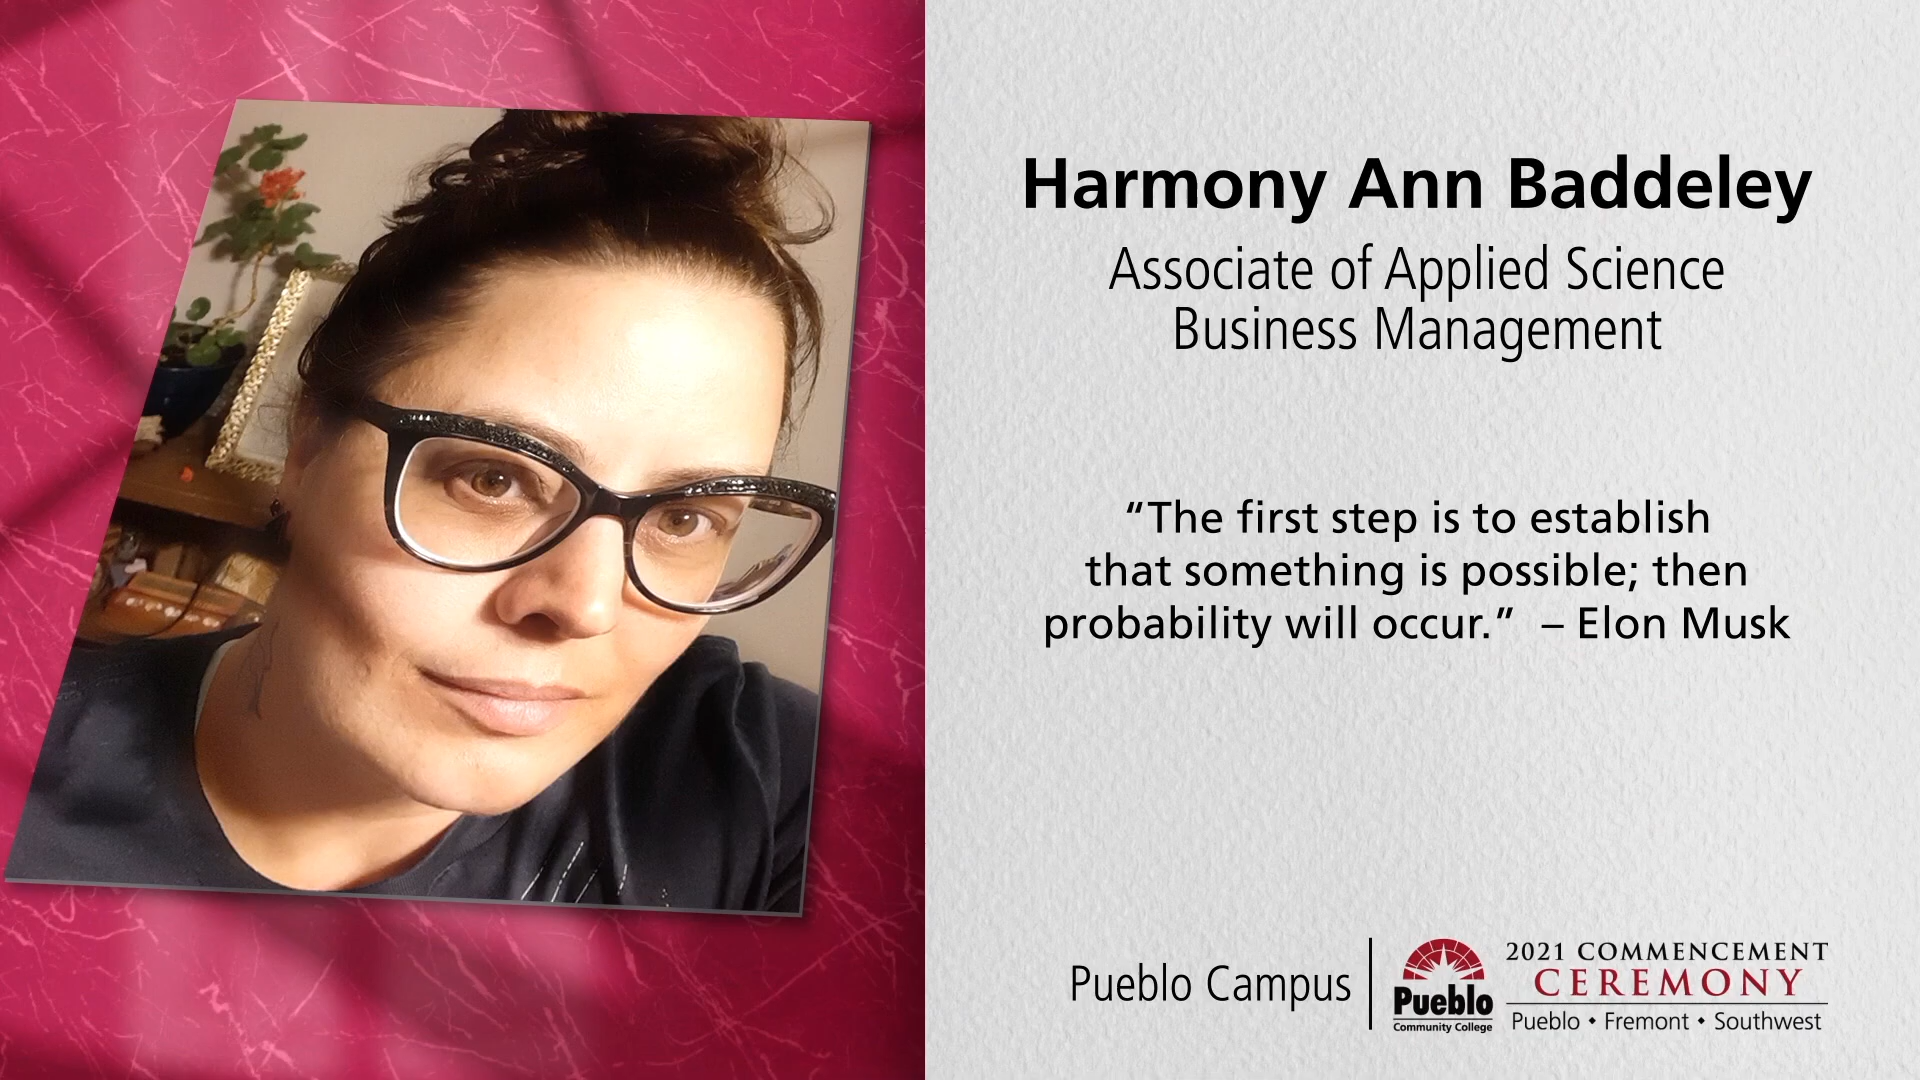 Harmony Ann Baddeley
Associate of Applied Science
Business Management
“The first step is to establish
that something is possible; then
probability will occur.” – Elon Musk
Pueblo Campus
Pueblo
Community College
2021 COMMENCEMENT
CEREMONY
Pueblo • Fremont • Southwest